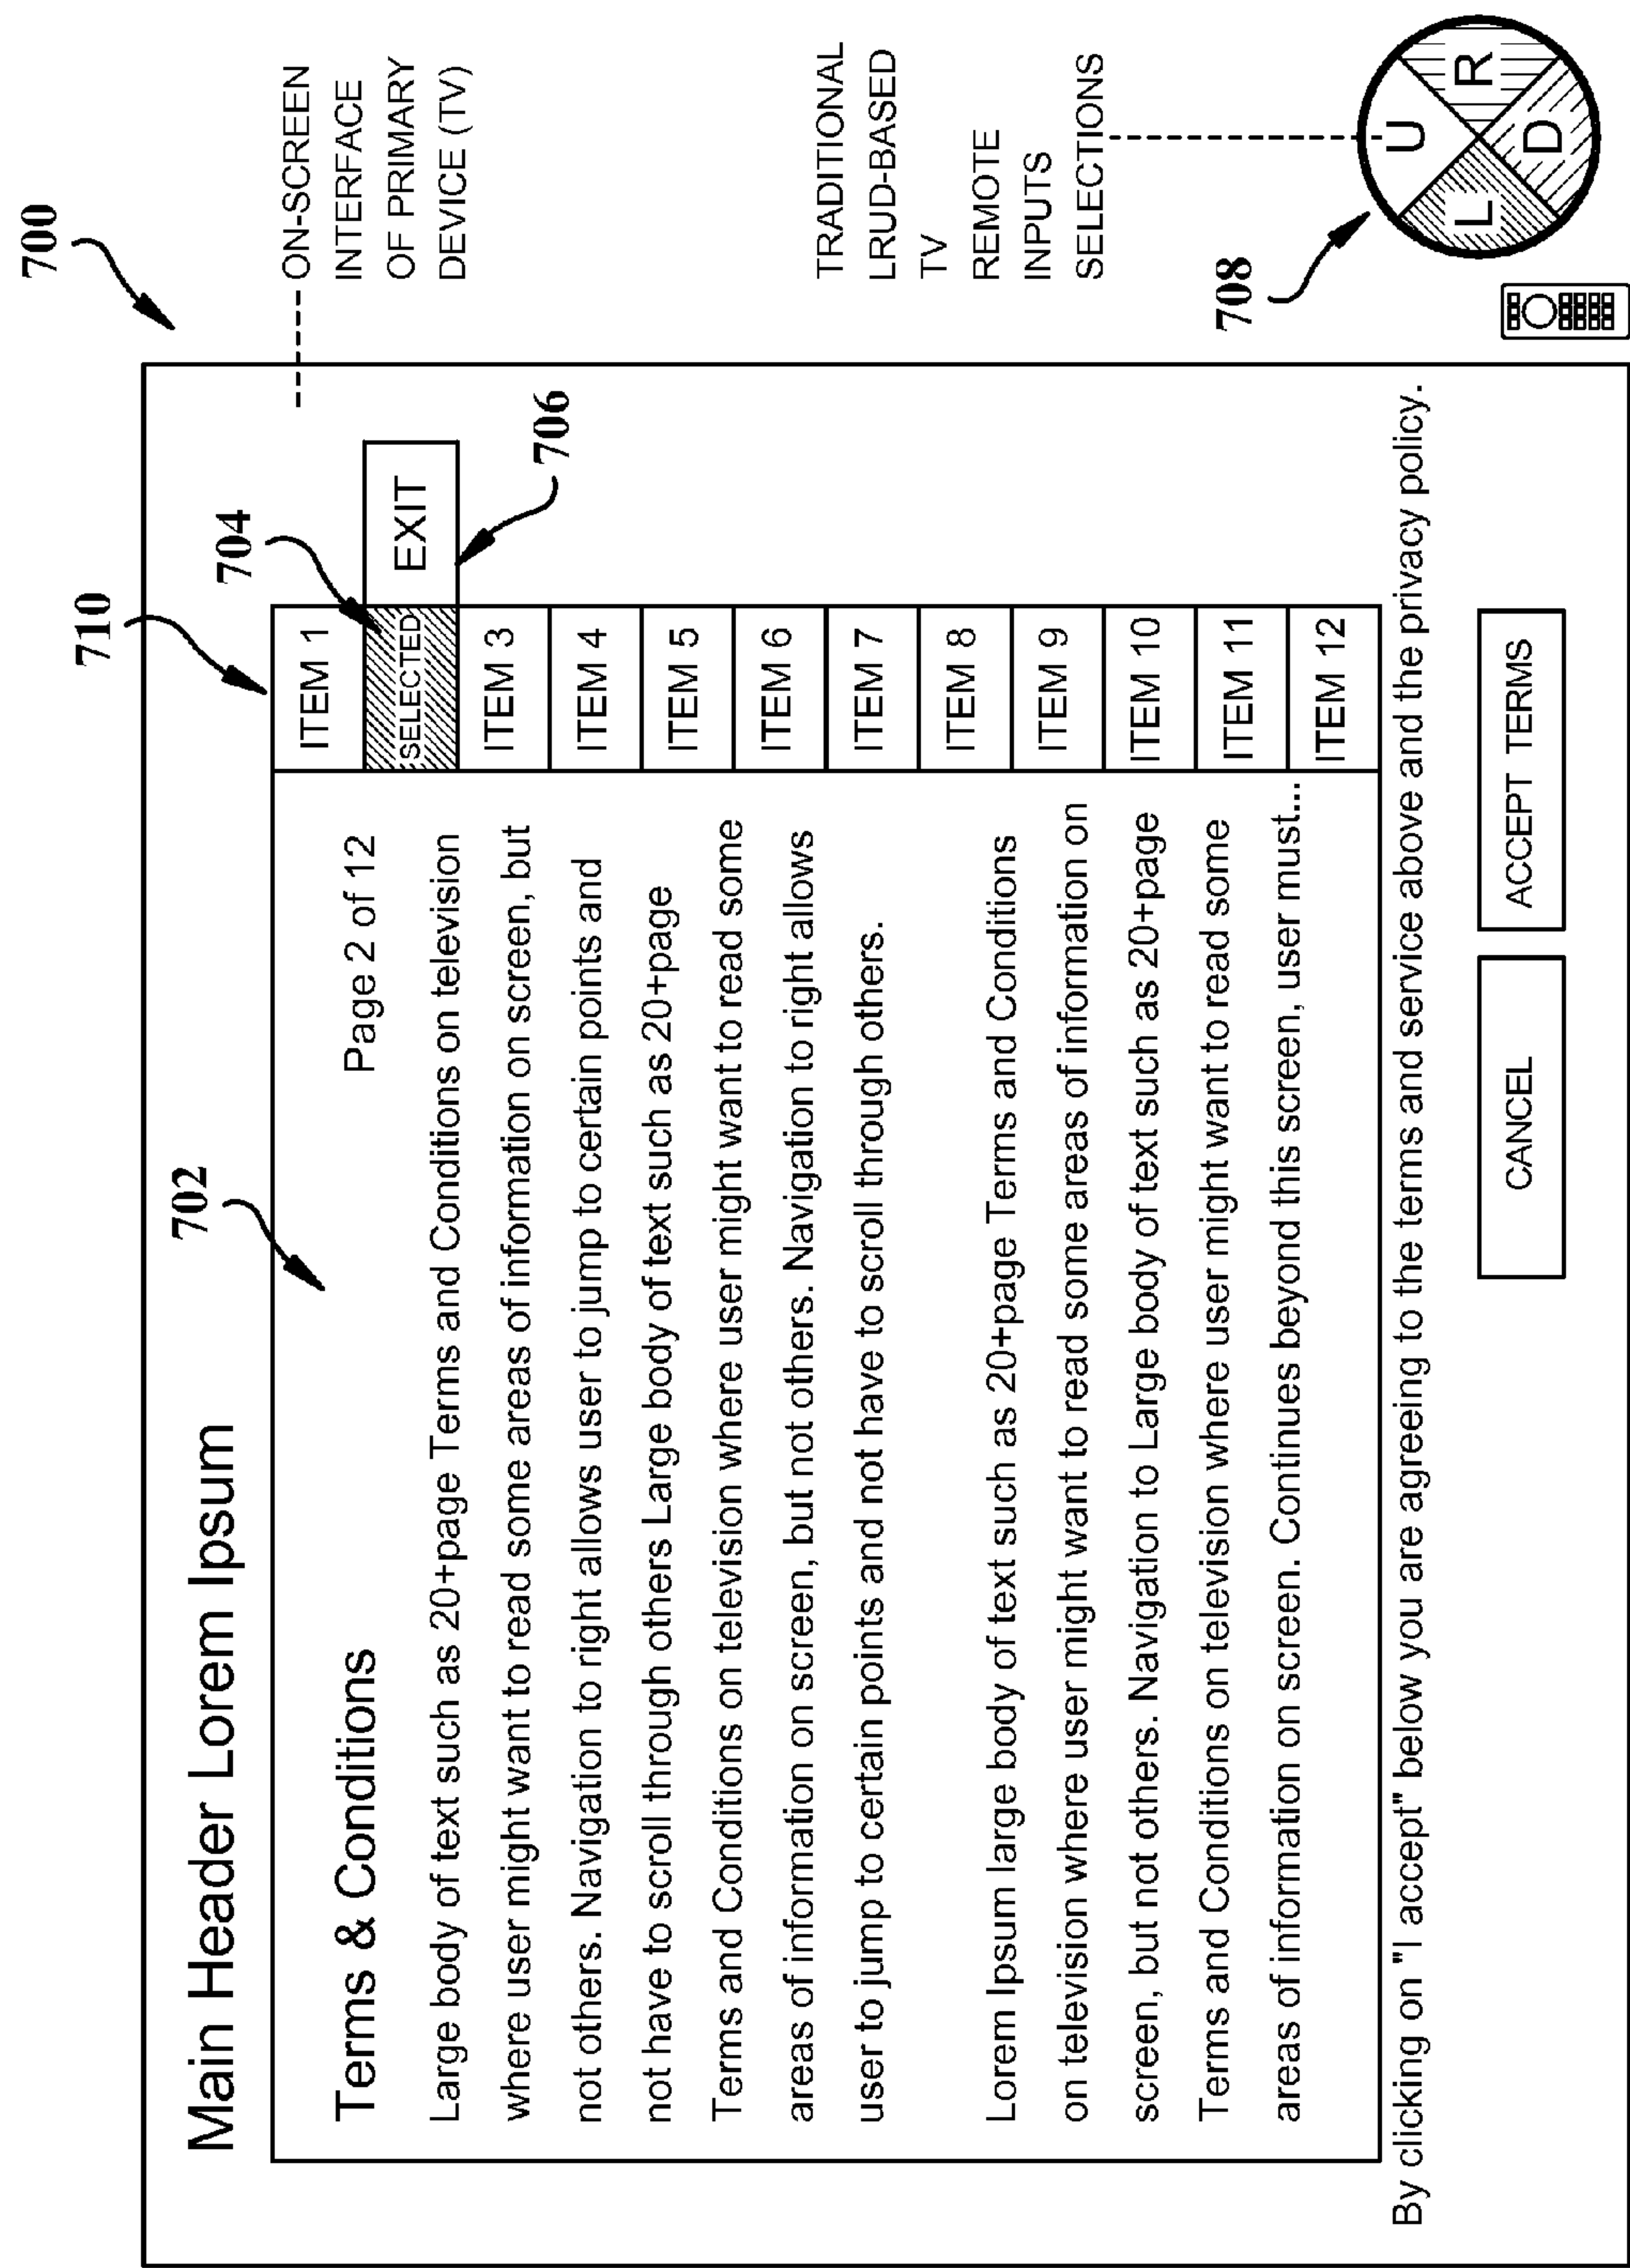 700
Main Header Lorem Ipsum
710
702
704
Terms & Conditions
Page 2 of 12
Large body of text such as 20+page Terms and Conditions on television
where user might want to read some areas of information on screen, but
not others. Navigation to right allows user to jump to certain points and
not have to scroll through others Large body of text such as 20+page
Terms and Conditions on television where user might want to read some
areas of information on screen, but not others. Navigation to right allows
user to jump to certain points and not have to scroll through others.
Lorem Ipsum large body of text such as 20+page Terms and Conditions
on television where user might want to read some areas of information on
screen, but not others. Navigation to Large body of text such as 20+page
Terms and Conditions on television where user might want to read some
areas of information on screen. Continues beyond this screen, user must...
ITEM 1
SELECTED
EXIT
706
ITEM 3
ITEM 4
ITEM 5
ITEM 6
ITEM 7
ITEM 8
ITEM 9
ITEM 10
ITEM 11
ITEM 12
By clicking on "I accept" below you are agreeing to the terms and service above and the privacy policy.
CANCEL
ACCEPT TERMS
ON-SCREEN
INTERFACE
OF PRIMARY
DEVICE (TV)
TRADITIONAL
LRUD-BASED
TV
REMOTE
INPUTS
SELECTIONS
708
U
L
R
D